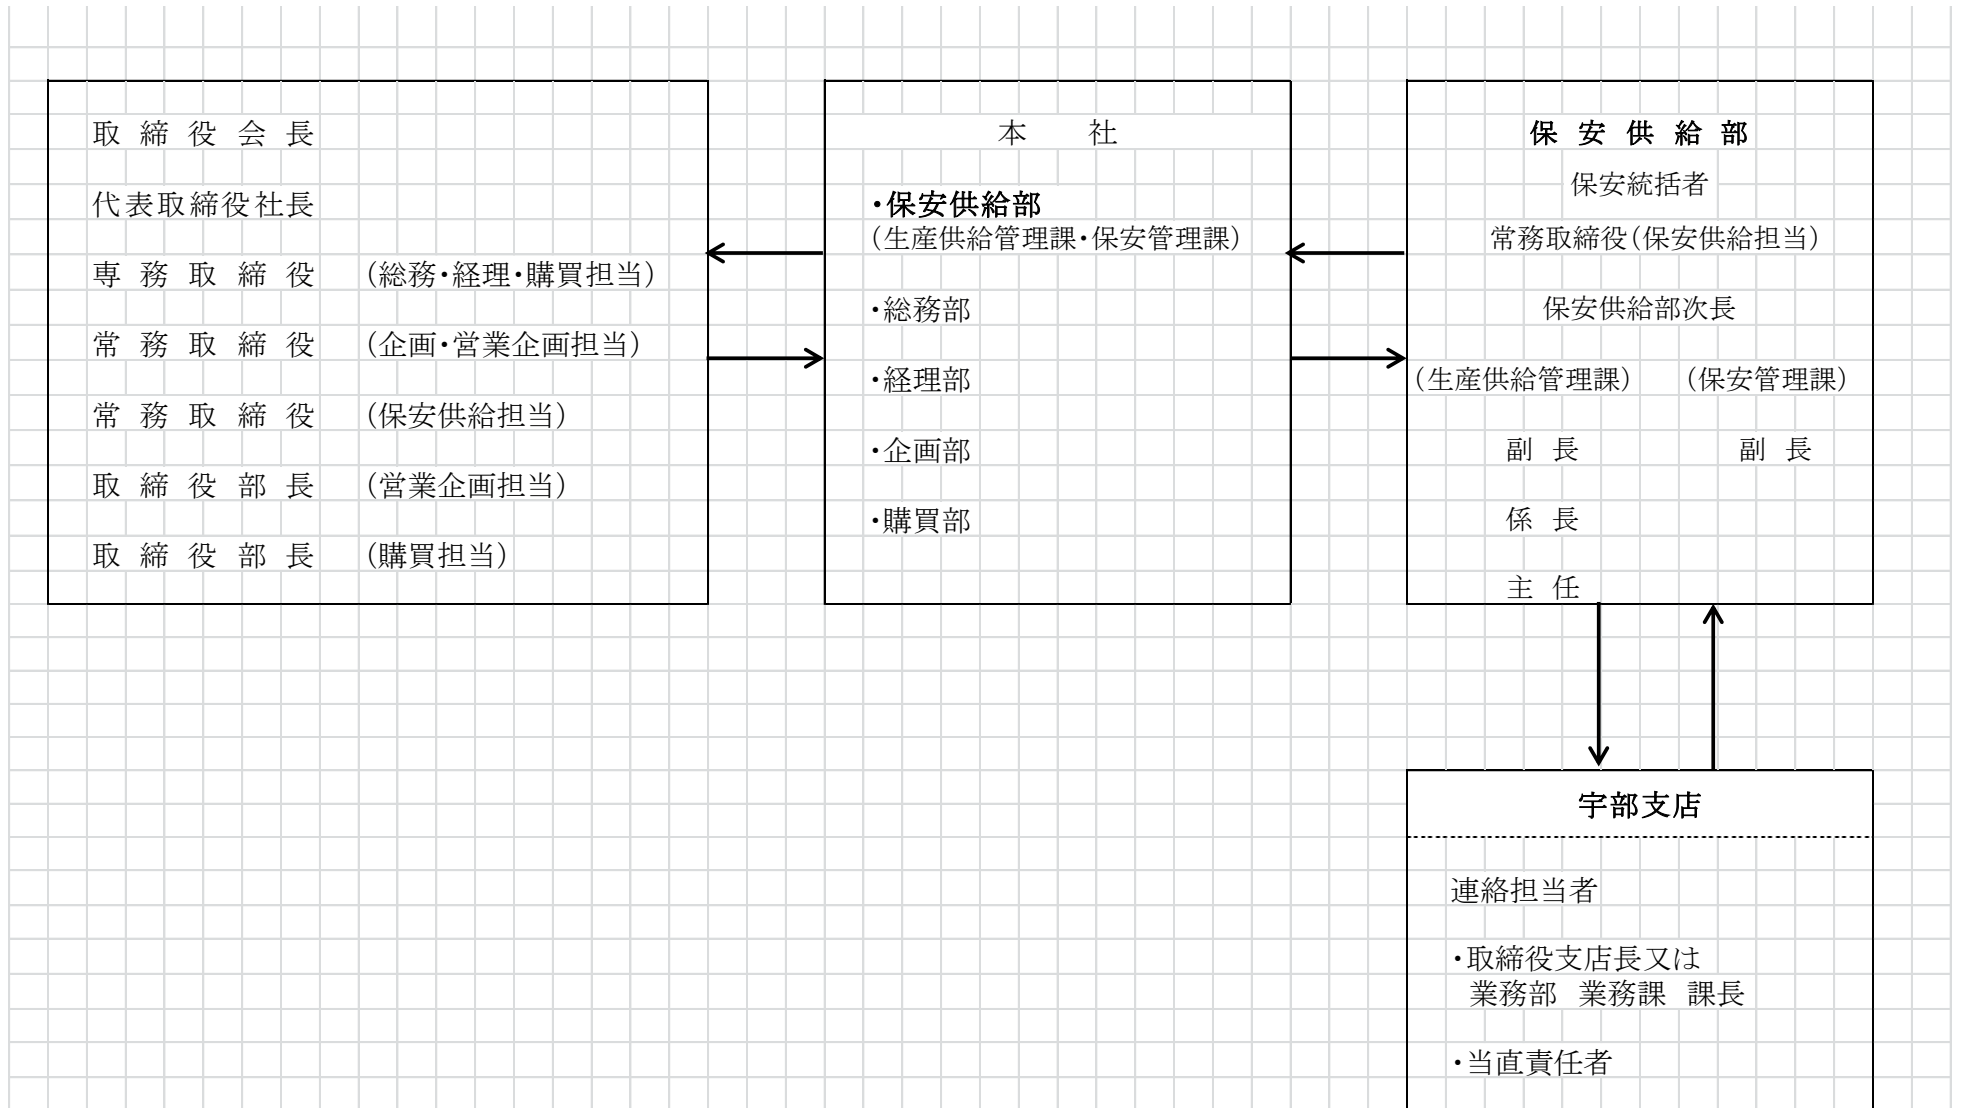 取締役会長
代表取締役社長
専務取締役 （総務・経理・購買担当）
常務取締役 （企画・営業企画担当）
常務取締役 （保安供給担当）
取締役部長 （営業企画担当）
取締役部長 （購買担当）
本　社
・保安供給部
（生産供給管理課・保安管理課）
・総務部
・経理部
・企画部
・購買部
保安供給部
保安統括者
常務取締役（保安供給担当）
保安供給部次長
（生産供給管理課） （保安管理課）
副長 副長
係長
主任
宇部支店
連絡担当者
・取締役支店長又は
業務部 業務課 課長
・当直責任者